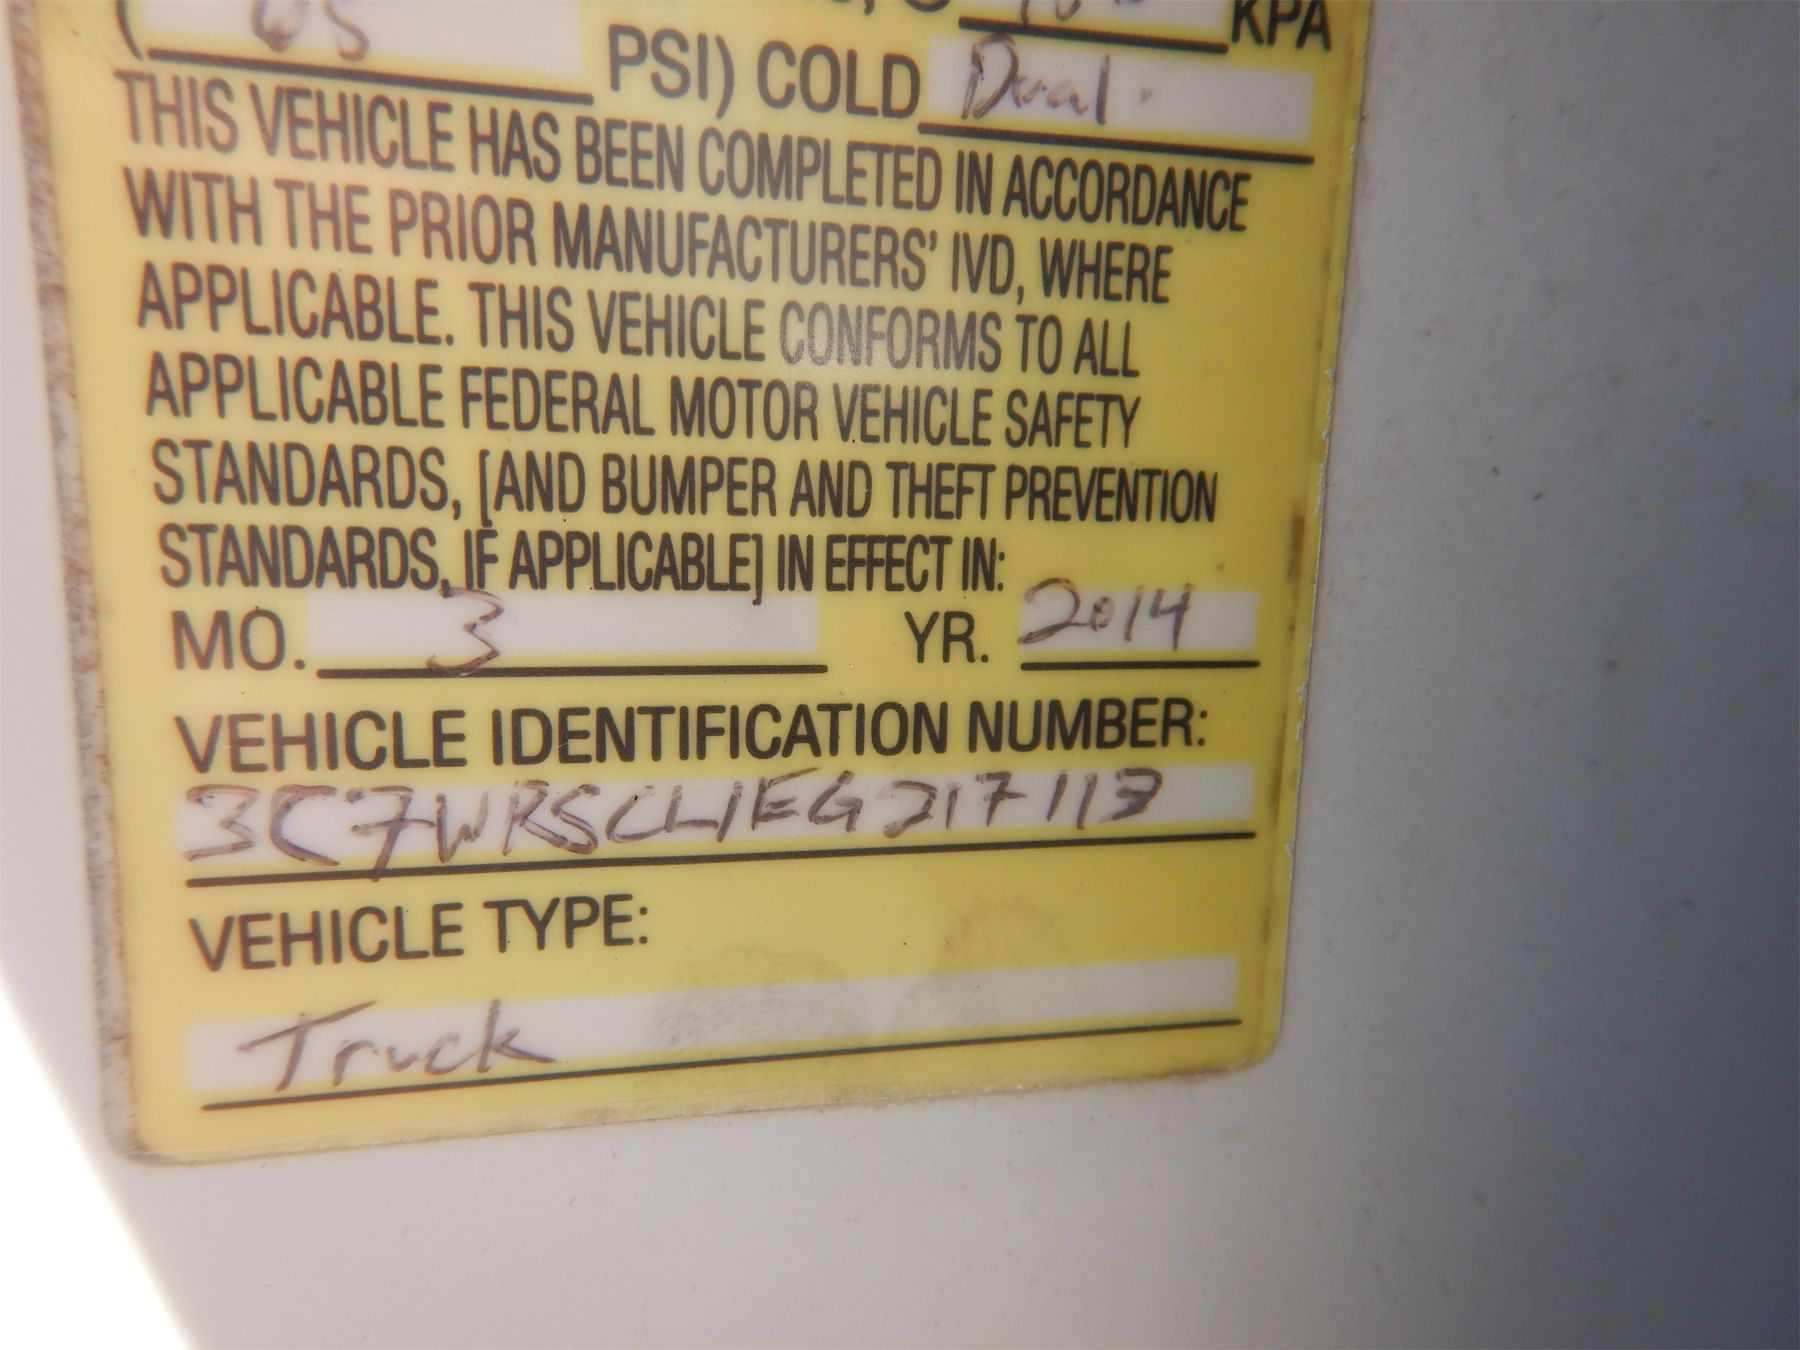 ( 65 PSI) COLD Dual
KPA
THIS VEHICLE HAS BEEN COMPLETED IN ACCORDANCE
WITH THE PRIOR MANUFACTURERS' IVD, WHERE
APPLICABLE. THIS VEHICLE CONFORMS TO ALL
APPLICABLE FEDERAL MOTOR VEHICLE SAFETY
STANDARDS, [AND BUMPER AND THEFT PREVENTION
STANDARDS, IF APPLICABLE] IN EFFECT IN:
MO. 3 YR. 2014
VEHICLE IDENTIFICATION NUMBER:
3C7WRSCL1EG217113
VEHICLE TYPE:
Truck